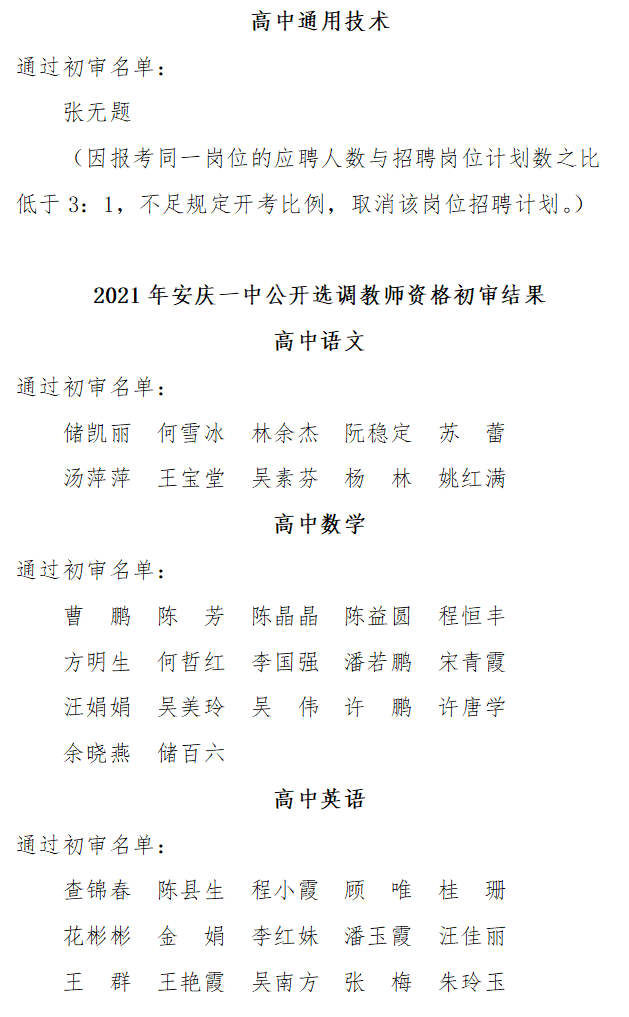 高中通用技术
通过初审名单：
张无题
（因报考同一岗位的应聘人数与招聘岗位计划数之比
低于 3：1，不足规定开考比例，取消该岗位招聘计划。）
2021 年安庆一中公开选调教师资格初审结果
高中语文
通过初审名单：
储凯丽 何雪冰 林余杰 阮稳定 苏 蕾
汤萍萍 王宝堂 吴素芬 杨 林 姚红满
高中数学
通过初审名单：
曹 鹏 陈 芳 陈晶晶 陈益圆 程恒丰
方明生 何哲红 李国强 潘若鹏 宋青霞
汪娟娟 吴美玲 吴 伟 许 鹏 许唐学
余晓燕 储百六
高中英语
通过初审名单：
查锦春 陈县生 程小霞 顾 唯 桂 珊
花彬彬 金 娟 李红妹 潘玉霞 汪佳丽
王 群 王艳霞 吴南方 张 梅 朱玲玉